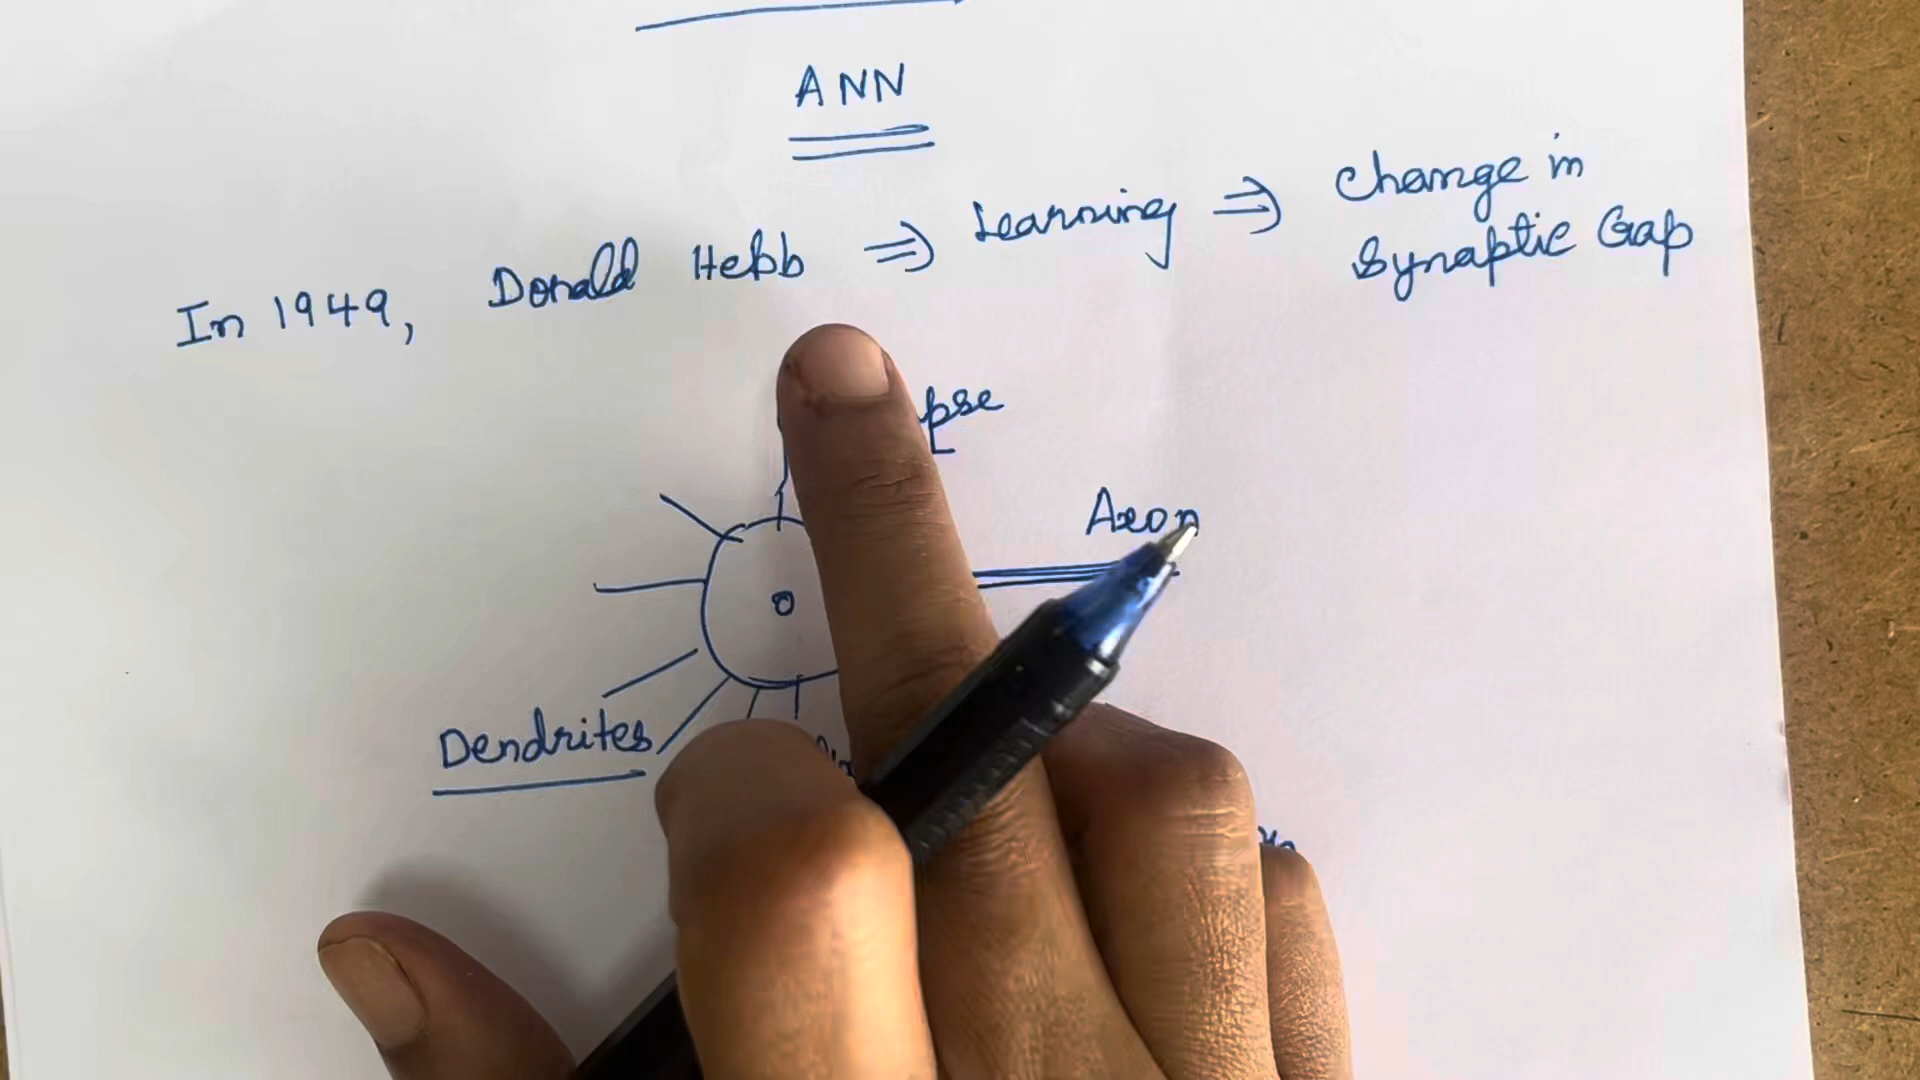 ANN
In 1949, Donald Hebb ⇒ Learning ⇒ Change in
Synaptic Gap
Axon
Dendrites